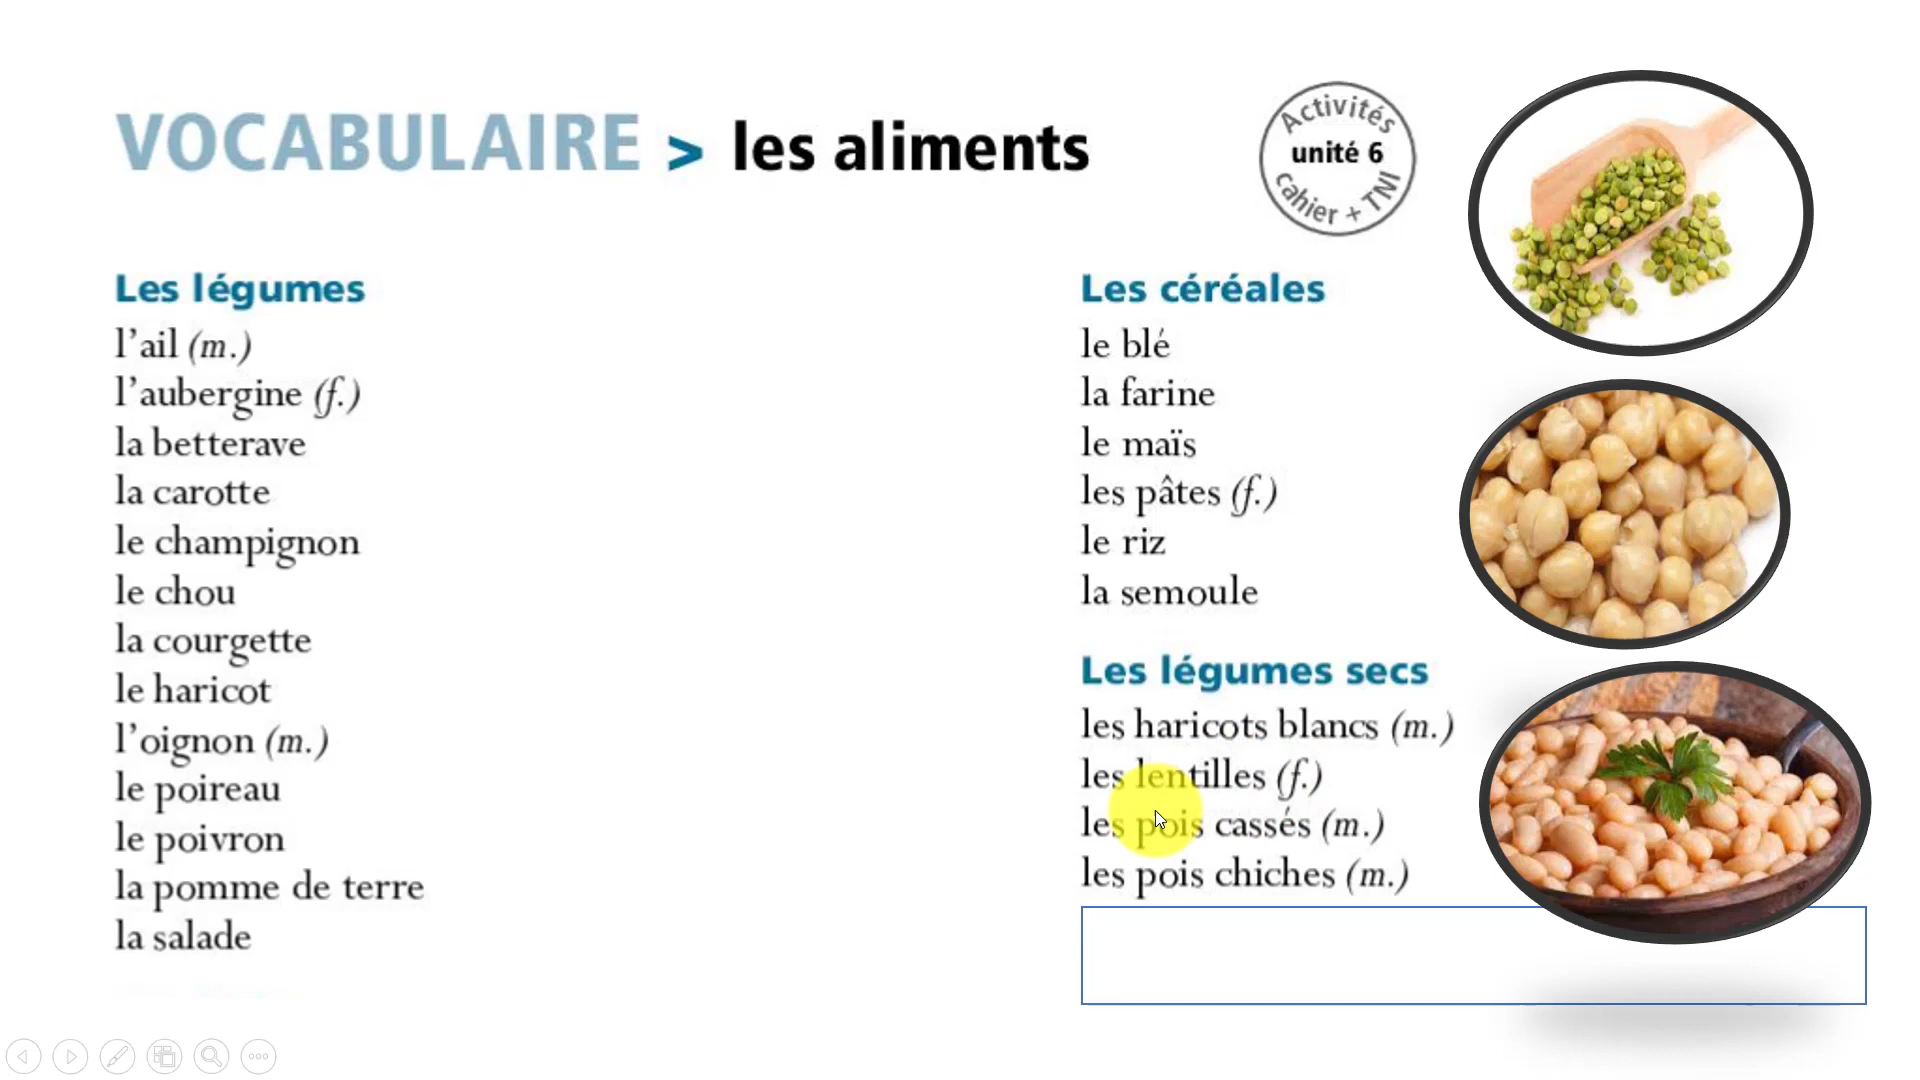 VOCABULAIRE > les aliments
Activités
unité 6
cahier + TNI
Les légumes
l’ail (m.)
l’aubergine (f.)
la betterave
la carotte
le champignon
le chou
la courgette
le haricot
l’oignon (m.)
le poireau
le poivron
la pomme de terre
la salade
Les céréales
le blé
la farine
le maïs
les pâtes (f.)
le riz
la semoule
Les légumes secs
les haricots blancs (m.)
les lentilles (f.)
les pois cassés (m.)
les pois chiches (m.)